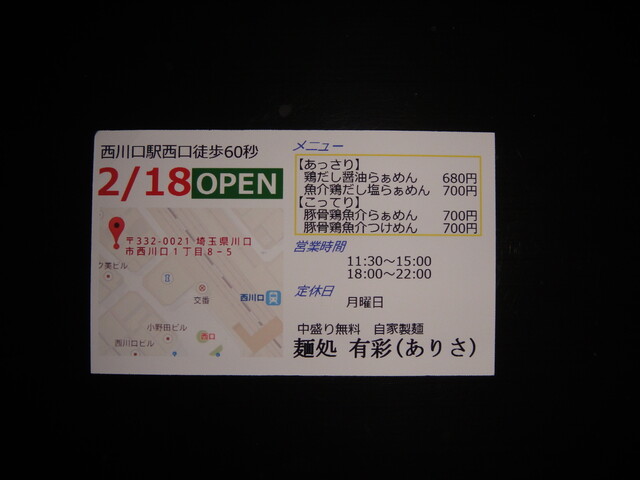 西川口駅西口徒歩60秒
2/18 OPEN
〒332-0021 埼玉県川口
市西川口1丁目8-5
ク美ビル
交番
西川口
小野田ビル
西口
西川口ビル
メニュー
【あっさり】
鶏だし醤油らぁめん 680円
魚介鶏だし塩らぁめん 700円
【こってり】
豚骨鶏魚介らぁめん 700円
豚骨鶏魚介つけめん 700円
営業時間
11:30~15:00
18:00~22:00
定休日
月曜日
中盛り無料 自家製麺
麺処 有彩(ありさ)